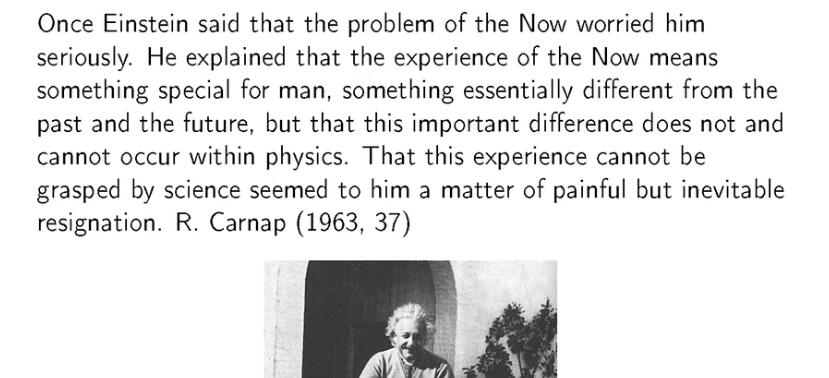 Once Einstein said that the problem of the Now worried him
seriously. He explained that the experience of the Now means
something special for man, something essentially different from the
past and the future, but that this important difference does not and
cannot occur within physics. That this experience cannot be
grasped by science seemed to him a matter of painful but inevitable
resignation. R. Carnap (1963, 37)